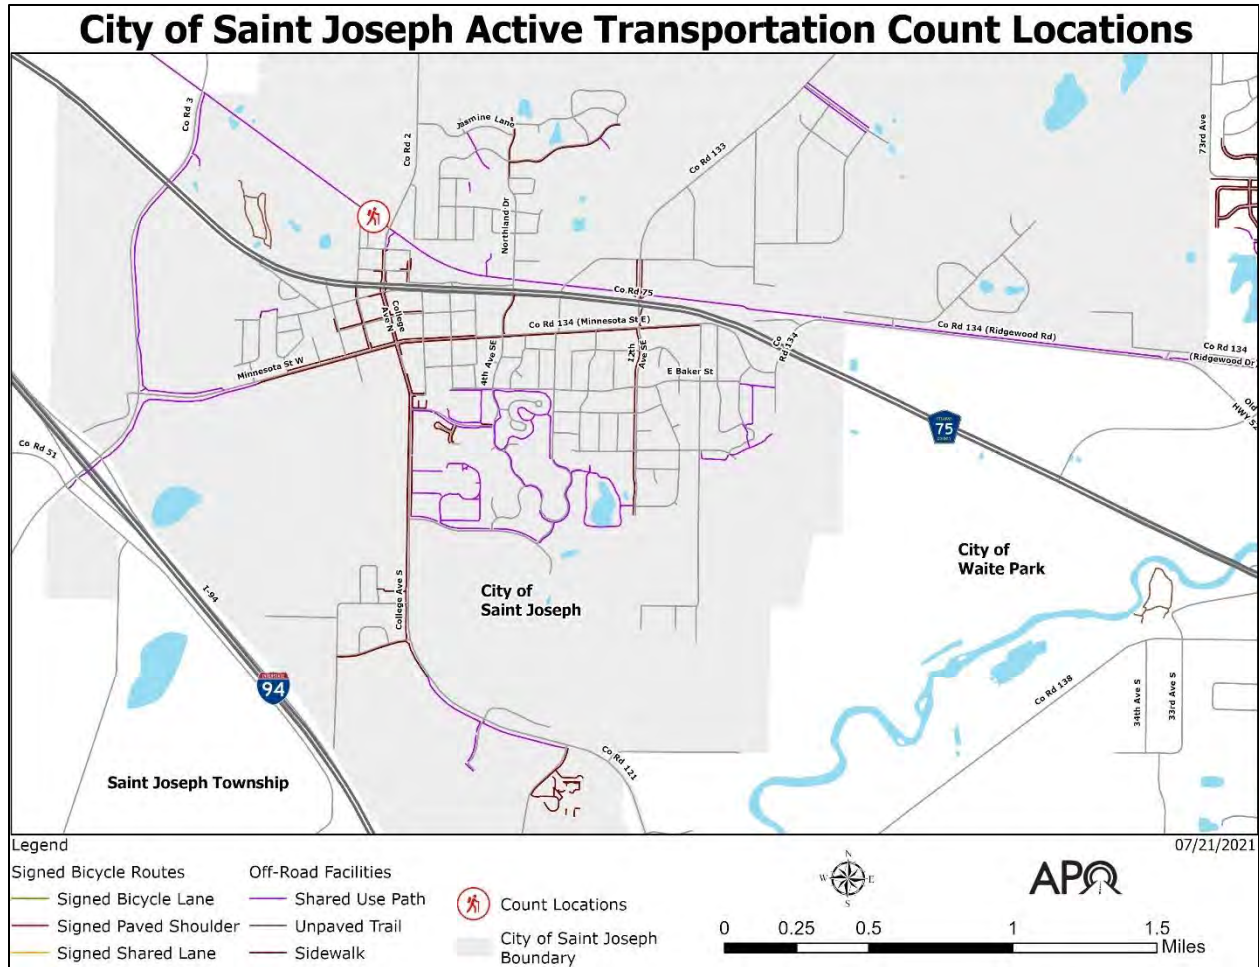 City of Saint Joseph Active Transportation Count Locations
Co Rd 3
Co Rd 2
Jasmine Lane
Co Rd 133
73rd Ave
Northland Dr
Co Rd 75
College
Ave N
Co Rd 134 (Minnesota St E)
Co Rd 134 (Ridgewood Rd)
Co Rd 134
(Ridgewood Dr)
Minnesota St W
4th Ave SE
12th
Ave SE
Co
Rd 134
E Baker St
Old
HWY 52
75
Co Rd 51
City of
Waite Park
I-94
College Ave S
City of
Saint Joseph
94
Co Rd 138
34th Ave S
33rd Ave S
Co Rd 121
Saint Joseph Township
Legend
07/21/2021
Signed Bicycle Routes
Off-Road Facilities
Signed Bicycle Lane
Shared Use Path
Signed Paved Shoulder
Unpaved Trail
Signed Shared Lane
Sidewalk
Count Locations
City of Saint Joseph
Boundary
N
W
E
S
APO
0 0.25 0.5 1 1.5
Miles